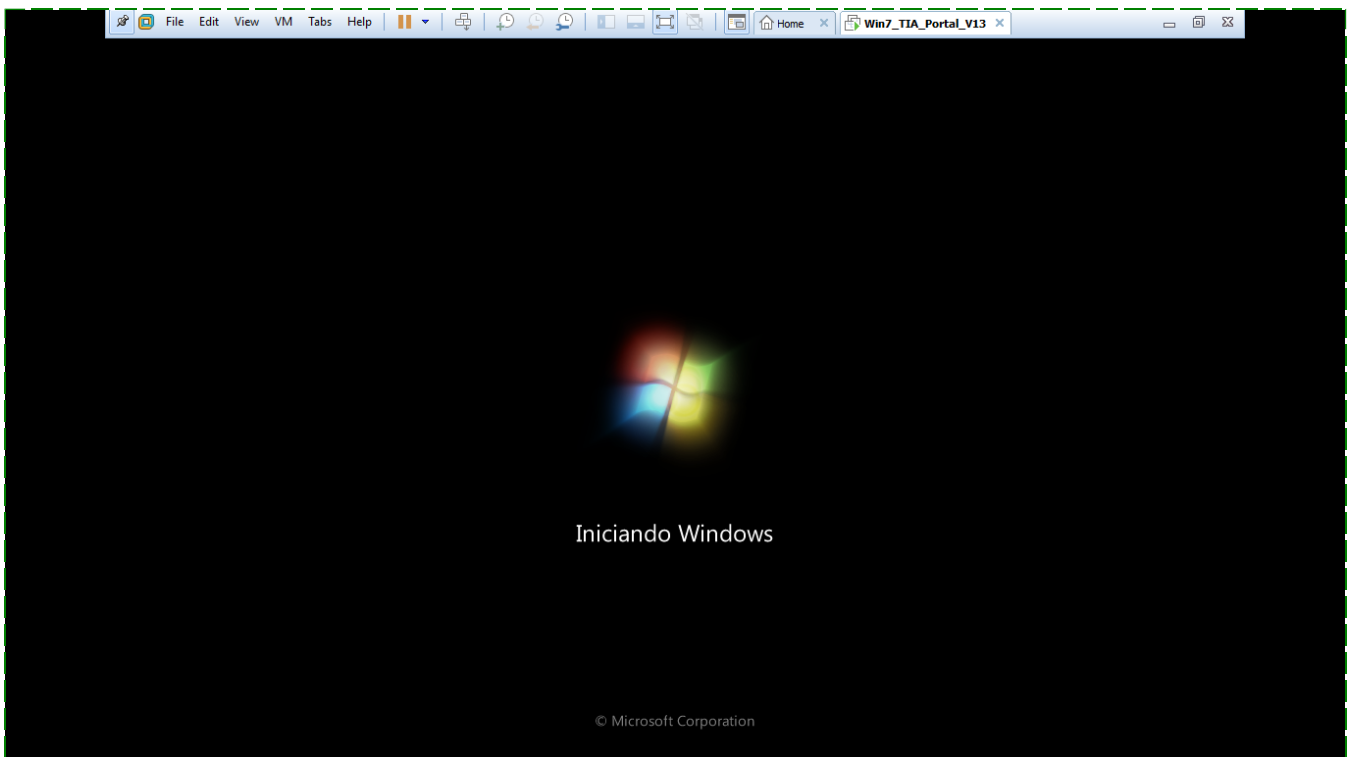 File Edit View VM Tabs Help Home Win7_TIA_Portal_V13
Iniciando Windows
© Microsoft Corporation